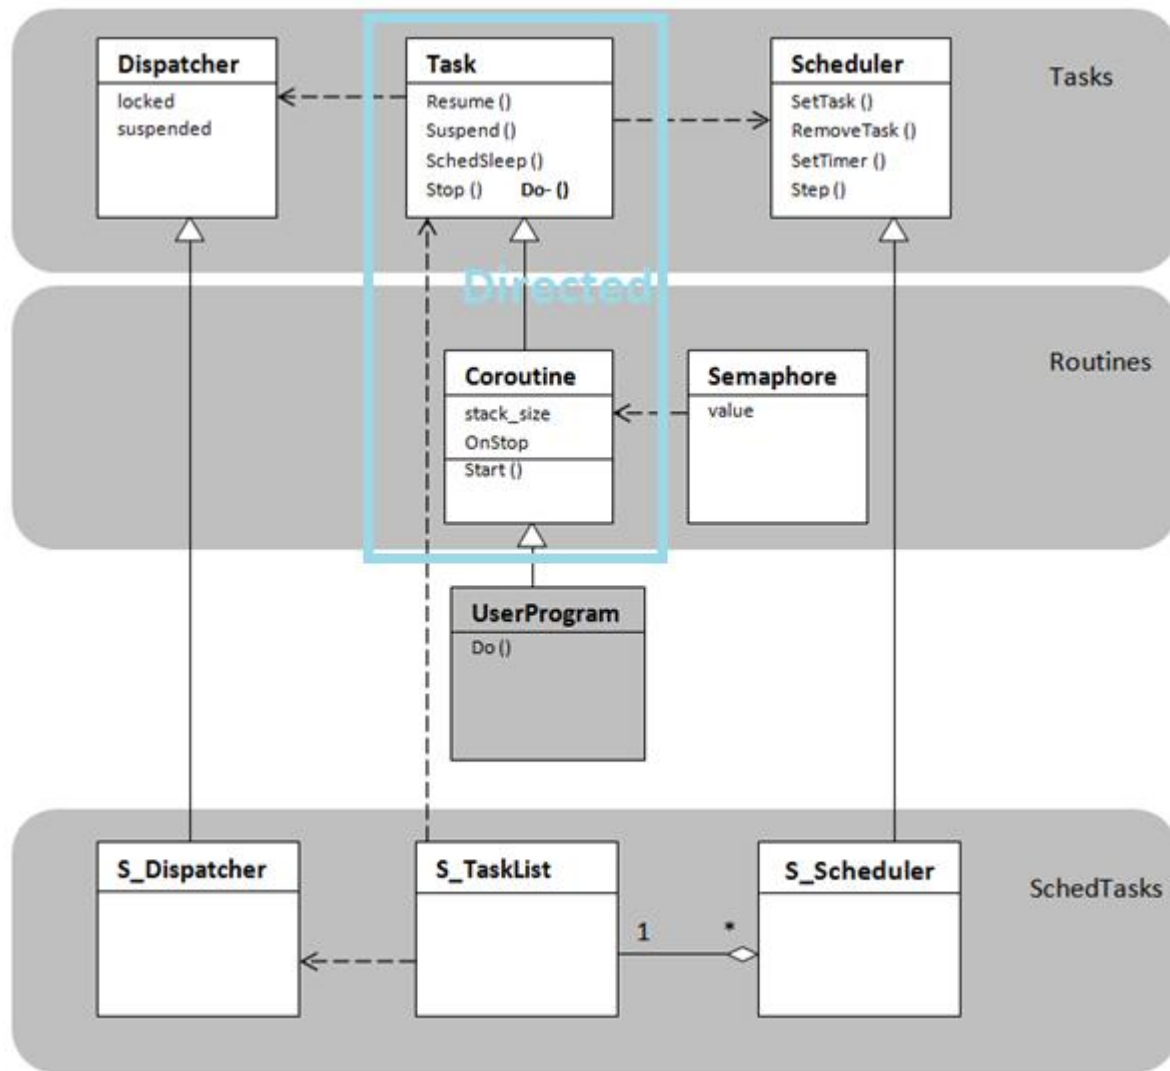 Dispatcher
locked
suspended
Task
Resume ()
Suspend ()
SchedSleep ()
Stop () Do- ()
Scheduler
SetTask ()
RemoveTask ()
SetTimer ()
Step ()
Tasks
Directed
Coroutine
stack_size
OnStop
Start ()
Semaphore
value
Routines
UserProgram
Do ()
S_Dispatcher
S_TaskList
1 *
S_Scheduler
SchedTasks